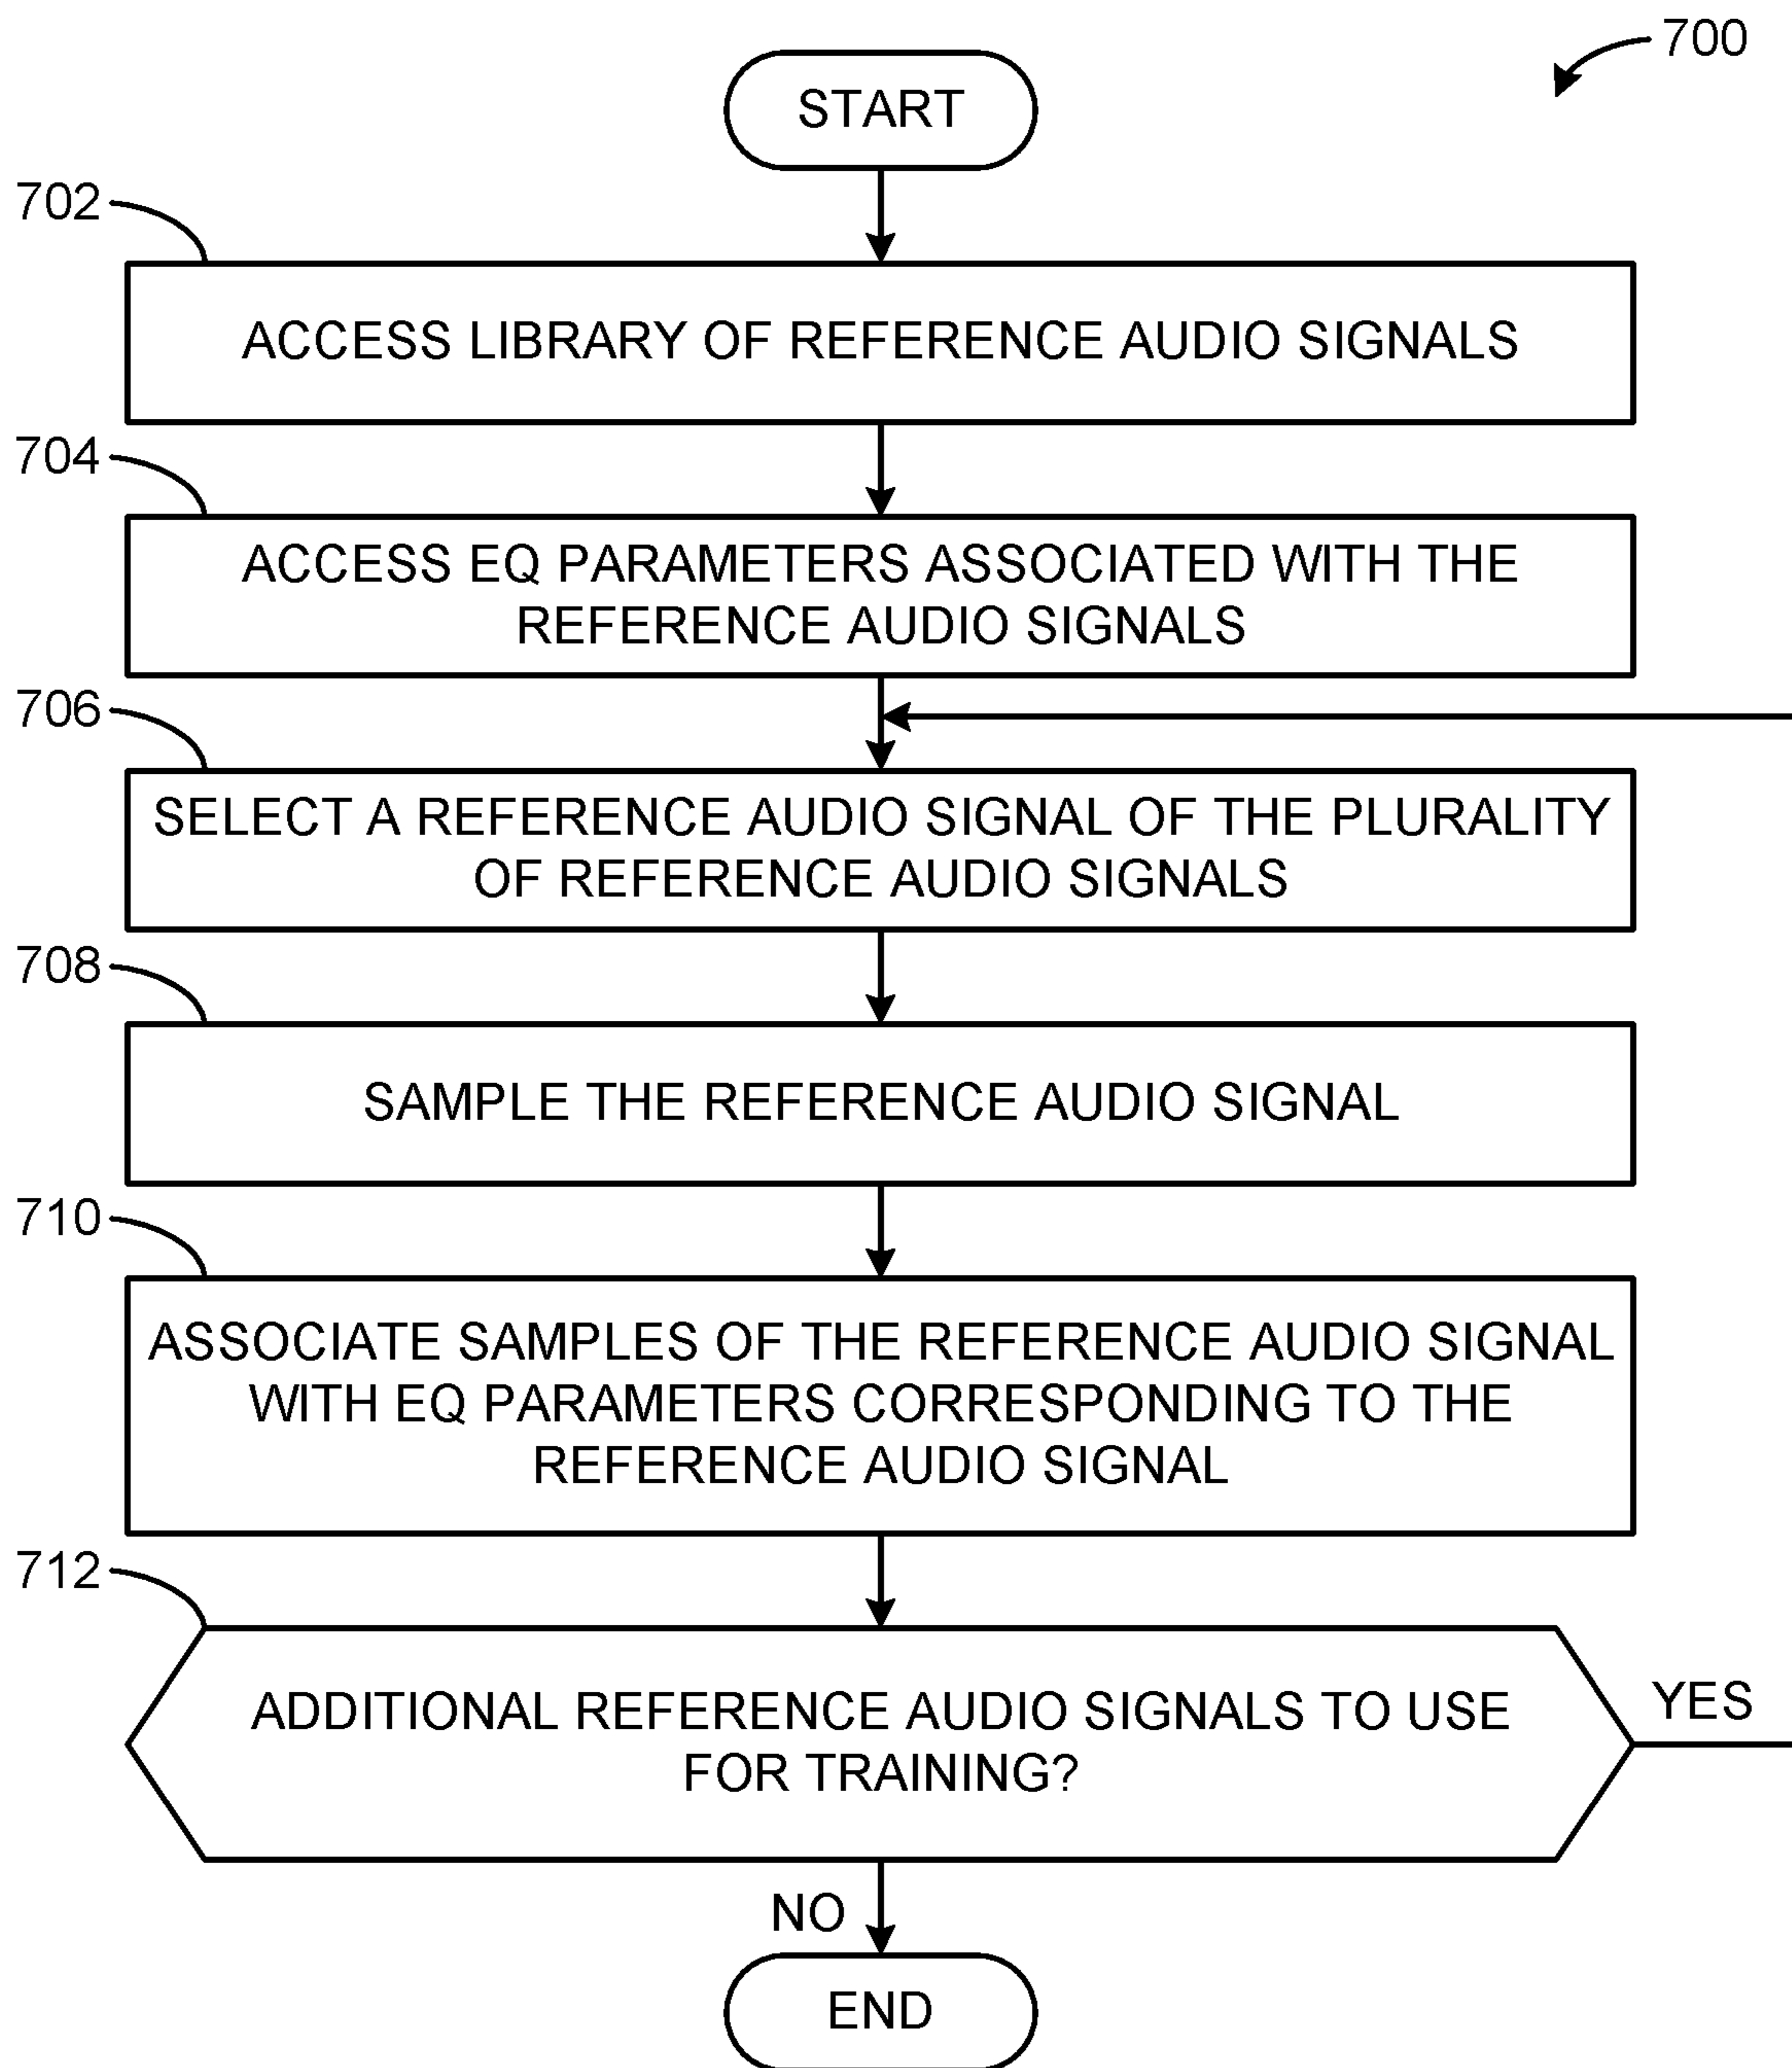 700
START
702
ACCESS LIBRARY OF REFERENCE AUDIO SIGNALS
704
ACCESS EQ PARAMETERS ASSOCIATED WITH THE
REFERENCE AUDIO SIGNALS
706
SELECT A REFERENCE AUDIO SIGNAL OF THE PLURALITY
OF REFERENCE AUDIO SIGNALS
708
SAMPLE THE REFERENCE AUDIO SIGNAL
710
ASSOCIATE SAMPLES OF THE REFERENCE AUDIO SIGNAL
WITH EQ PARAMETERS CORRESPONDING TO THE
REFERENCE AUDIO SIGNAL
712
ADDITIONAL REFERENCE AUDIO SIGNALS TO USE
FOR TRAINING?
YES
NO
END